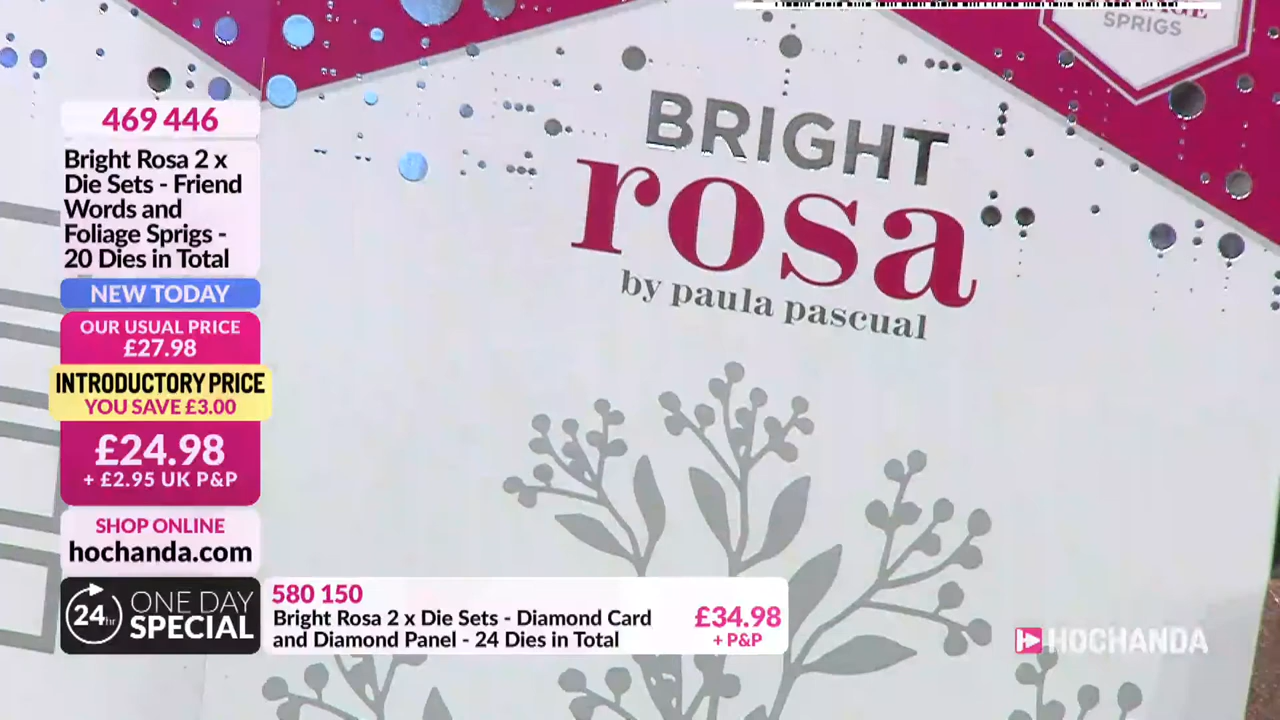 SPRIGS
BRIGHT
rosa
by paula pascual
469 446
Bright Rosa 2 x
Die Sets - Friend
Words and
Foliage Sprigs -
20 Dies in Total
NEW TODAY
OUR USUAL PRICE
£27.98
INTRODUCTORY PRICE
YOU SAVE £3.00
£24.98
+ £2.95 UK P&P
SHOP ONLINE
hochanda.com
24hr
ONE DAY
SPECIAL
580 150
Bright Rosa 2 x Die Sets - Diamond Card
and Diamond Panel - 24 Dies in Total
£34.98
+ P&P
HOCHANDA